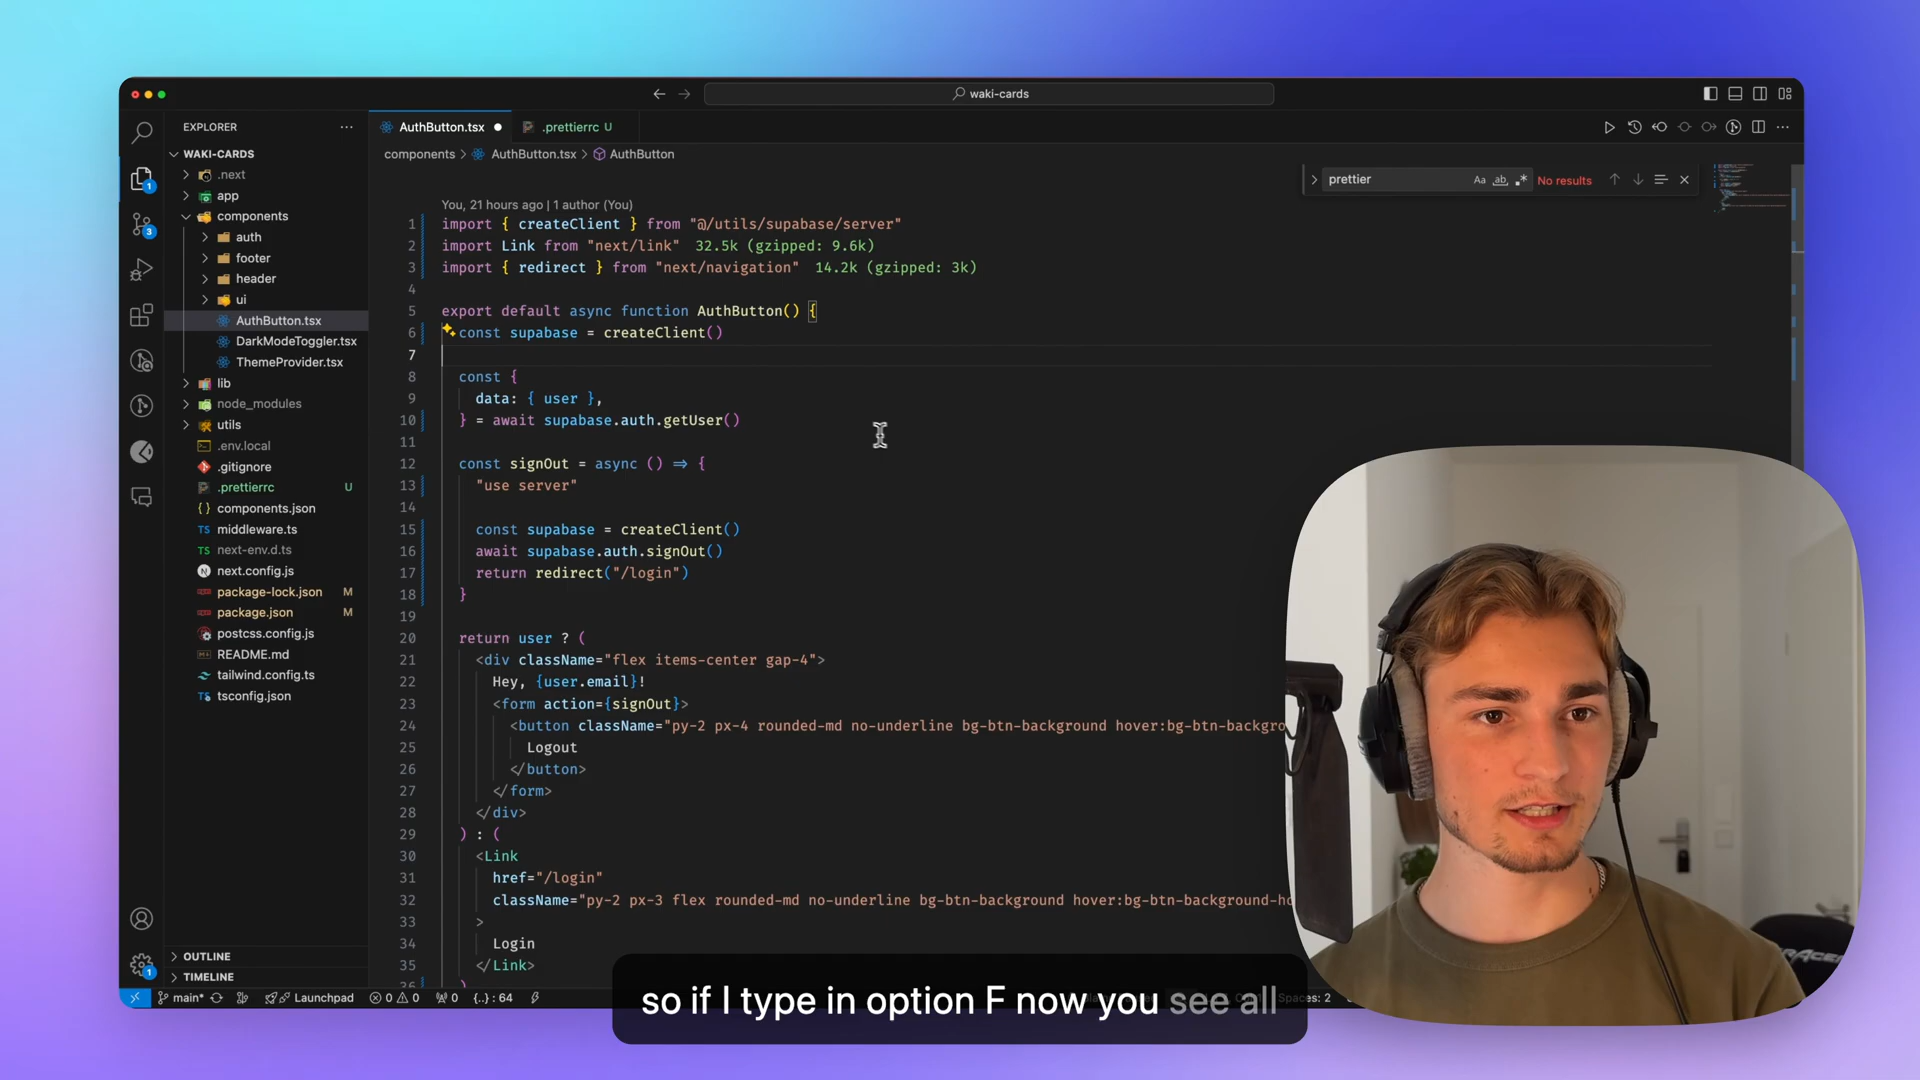 waki-cards
EXPLORER
WAKI-CARDS
.next
app
components
auth
footer
header
ui
AuthButton.tsx
DarkModeToggler.tsx
ThemeProvider.tsx
lib
node_modules
utils
.env.local
.gitignore
.prettierrc U
components.json
middleware.ts
next-env.d.ts
next.config.js
package-lock.json M
package.json M
postcss.config.js
README.md
tailwind.config.ts
tsconfig.json
OUTLINE
TIMELINE
AuthButton.tsx
.prettierrc U
components > AuthButton.tsx > AuthButton
prettier Aa ab No results
You, 21 hours ago | 1 author (You)
1 import { createClient } from "@/utils/supabase/server"
2 import Link from "next/link" 32.5k (gzipped: 9.6k)
3 import { redirect } from "next/navigation" 14.2k (gzipped: 3k)
4
5 export default async function AuthButton() {
6 const supabase = createClient()
7
8 const {
9 data: { user },
10 } = await supabase.auth.getUser()
11
12 const signOut = async () ⇒ {
13 "use server"
14
15 const supabase = createClient()
16 await supabase.auth.signOut()
17 return redirect("/login")
18 }
19
20 return user ? (
21 <div className="flex items-center gap-4">
22 Hey, {user.email}!
23 <form action={signOut}>
24 <button className="py-2 px-4 rounded-md no-underline bg-btn-background hover:bg-btn-backgro
25 Logout
26 </button>
27 </form>
28 </div>
29 ) : (
30 <Link
31 href="/login"
32 className="py-2 px-3 flex rounded-md no-underline bg-btn-background hover:bg-btn-background-ho
33 >
34 Login
35 </Link>
main* Launchpad 0 0 0 {..} : 64 Spaces: 2
so if I type in option F now you see all